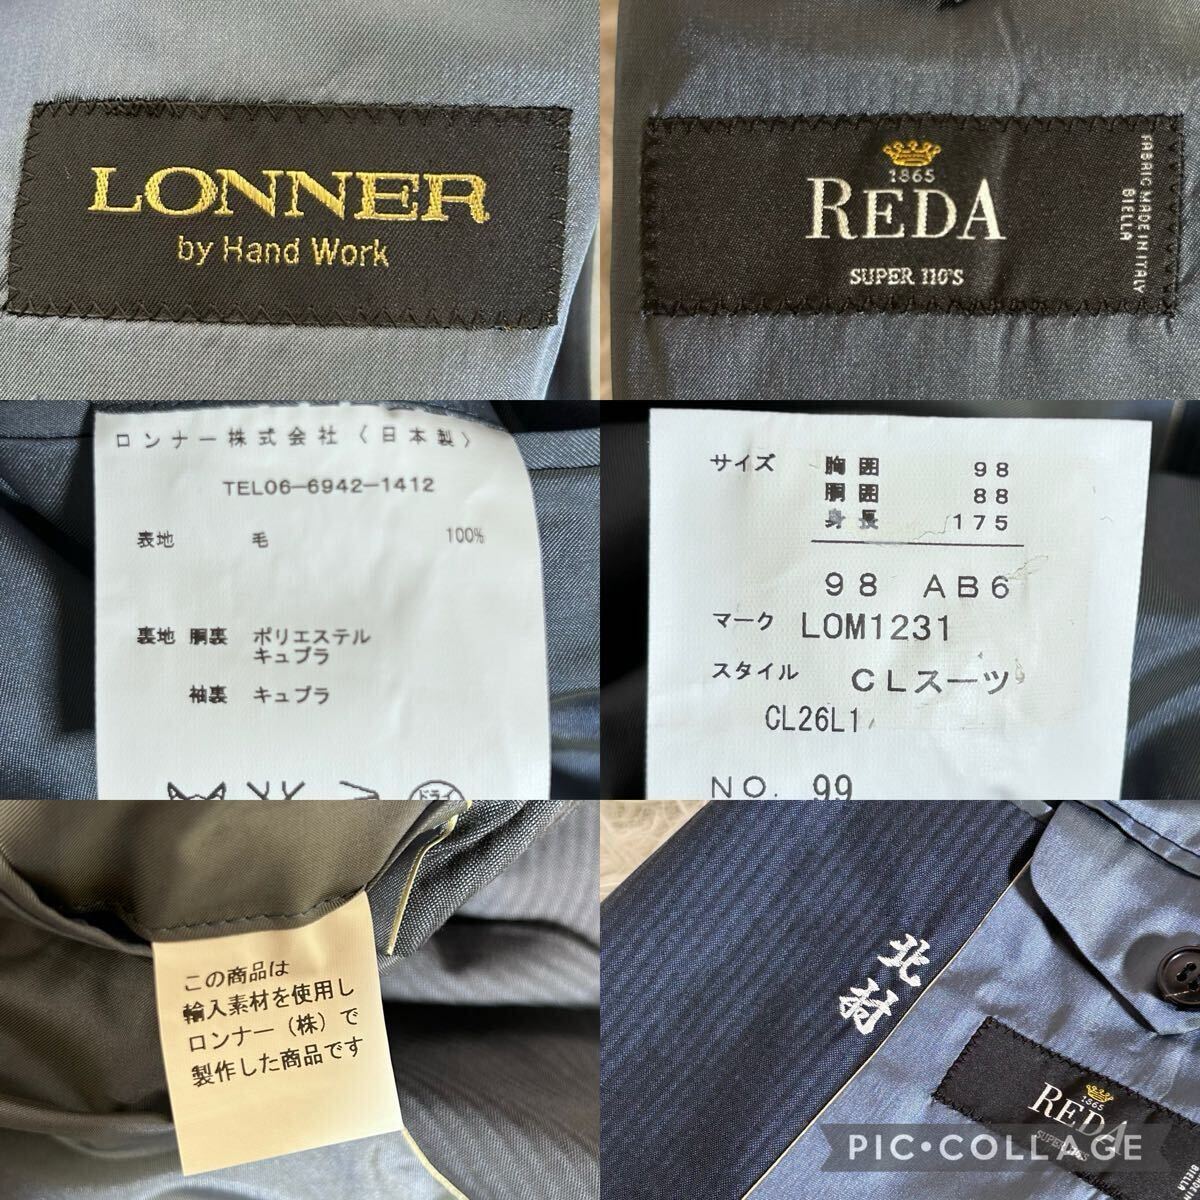 LONNER
by Hand Work
1865
REDA
SUPER 110'S
FABRIC MADE IN ITALY
BIELLA
ロンナー株式会社〈日本製〉
TEL06-6942-1412
表地 毛 100%
裏地 胴裏 ポリエステル
キュプラ
袖裏 キュプラ
ドライ
サイズ 胸囲 98
胴囲 88
身長 175
98 AB6
マーク LOM1231
スタイル CLスーツ
CL26L1
NO. 99
この商品は
輸入素材を使用し
ロンナー(株)で
製作した商品です
北村
1865
REDA
SUPER 110'S
BIELLA
PIC•COLLAGE